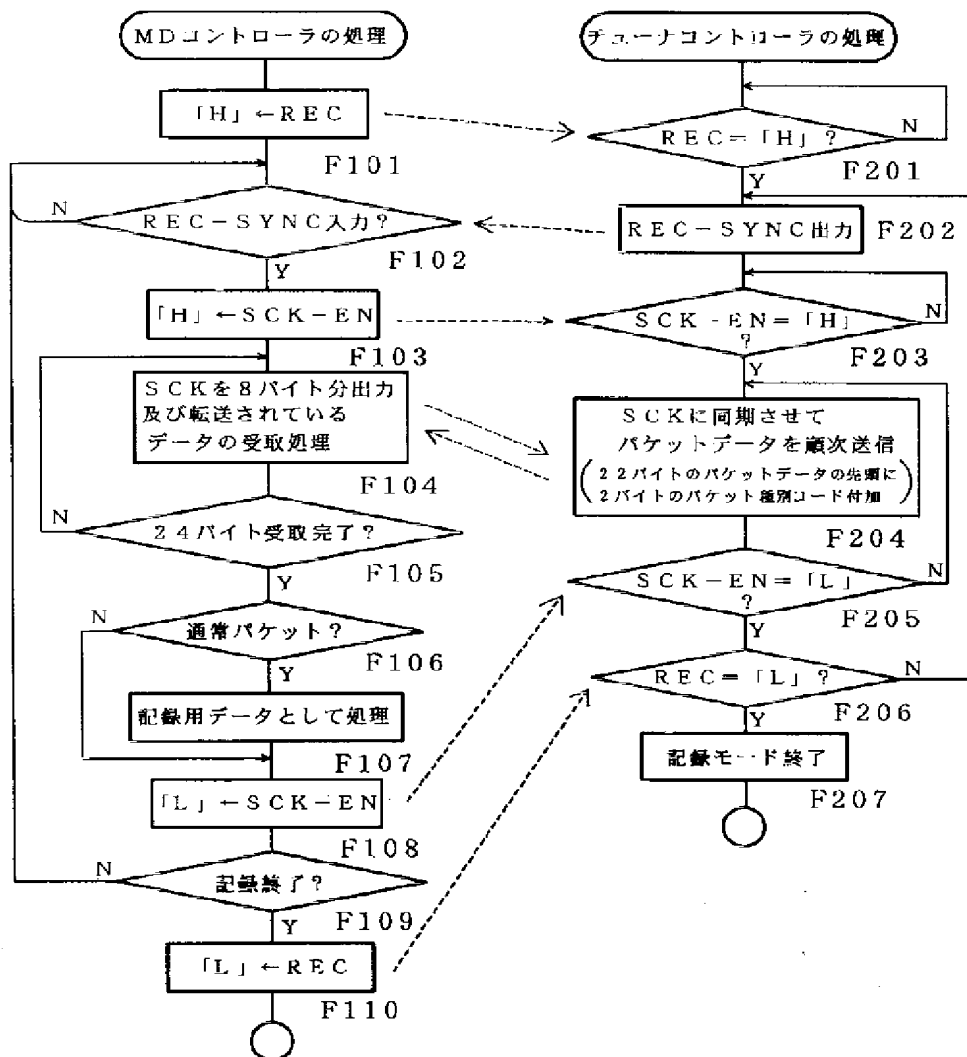 MDコントローラの処理
「H」←REC
F101
REC−SYNC入力?
N
F102
Y
「H」←SCK−EN
F103
SCKを8バイト分出力
及び転送されている
データの受取処理
F104
N
24バイト受取完了?
F105
Y
N
通常パケット?
F106
Y
記録用データとして処理
F107
「L」←SCK−EN
F108
N
記録終了?
F109
Y
「L」←REC
F110
チューナコントローラの処理
REC=「H」?
N
F201
Y
REC−SYNC出力
F202
SCK−EN=「H」
?
N
F203
Y
SCKに同期させて
パケットデータを順次送信
(22バイトのパケットデータの先頭に
2バイトのパケット種別コード付加)
F204
SCK−EN=「L」
?
N
F205
Y
REC=「L」?
N
F206
Y
記録モード終了
F207